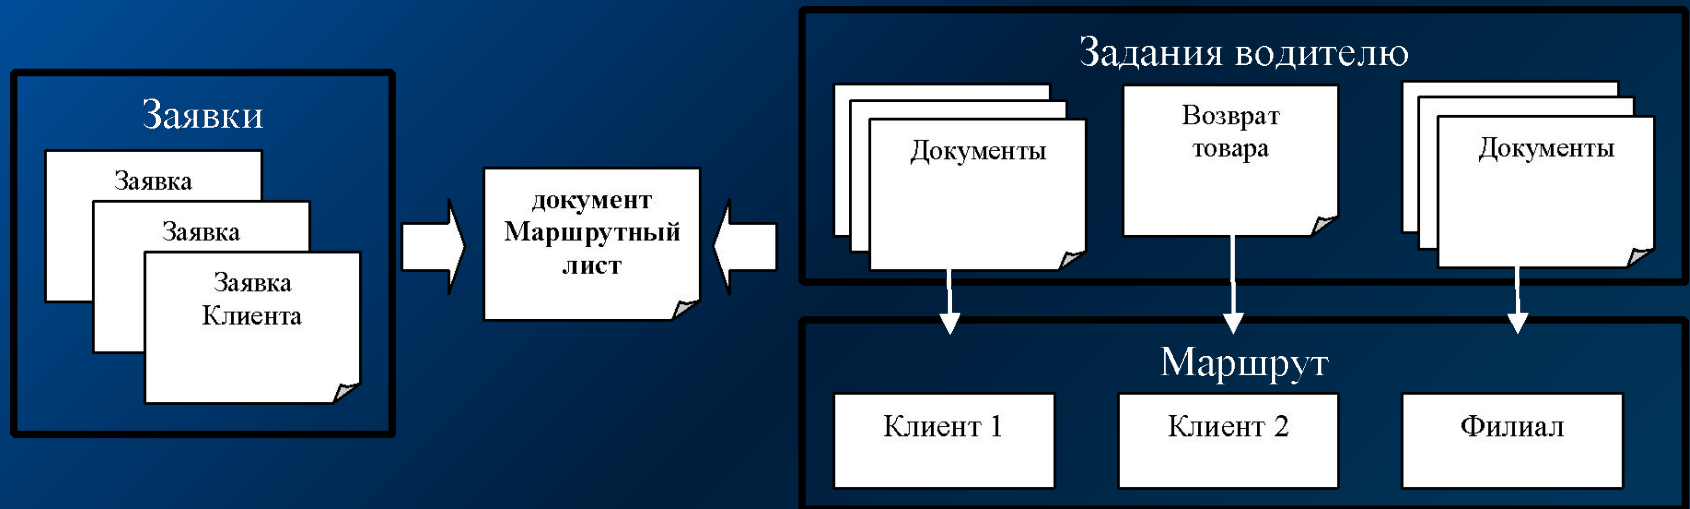 Заявки
Заявка
Заявка
Заявка
Клиента
документ
Маршрутный
лист
Задания водителю
Документы
Возврат
товара
Документы
Маршрут
Клиент 1
Клиент 2
Филиал